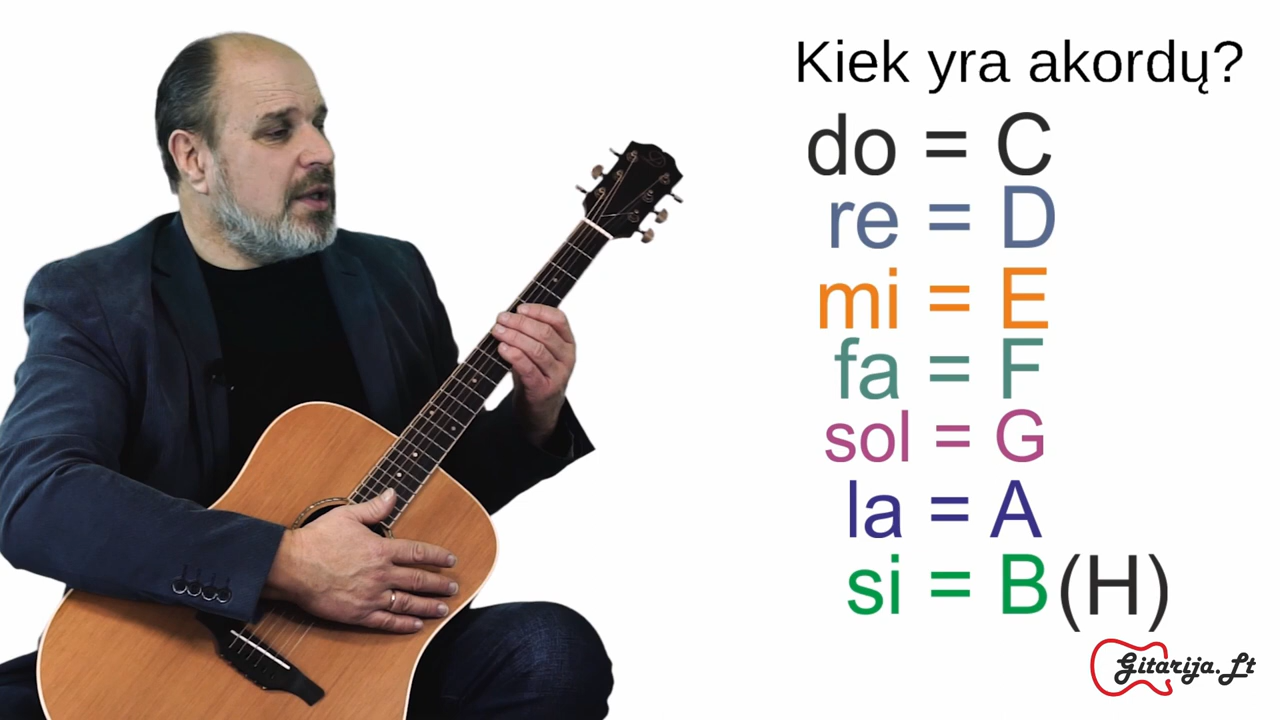 Kiek yra akordų?
do = C
re = D
mi = E
fa = F
sol = G
la = A
si = B (H)
Gitarija.Lt